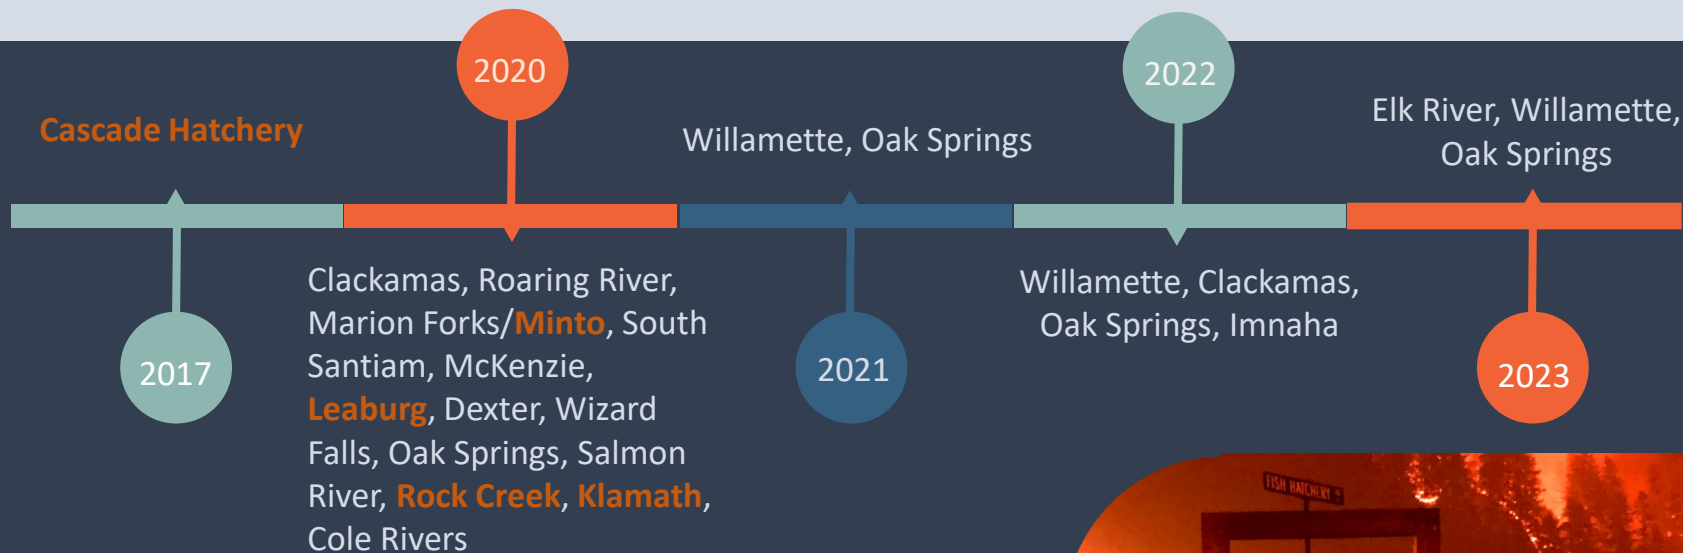 Cascade Hatchery
2017
2020
Clackamas, Roaring River,
Marion Forks/Minto, South
Santiam, McKenzie,
Leaburg, Dexter, Wizard
Falls, Oak Springs, Salmon
River, Rock Creek, Klamath,
Cole Rivers
Willamette, Oak Springs
2021
2022
Willamette, Clackamas,
Oak Springs, Imnaha
Elk River, Willamette,
Oak Springs
2023
FISH HATCHERY